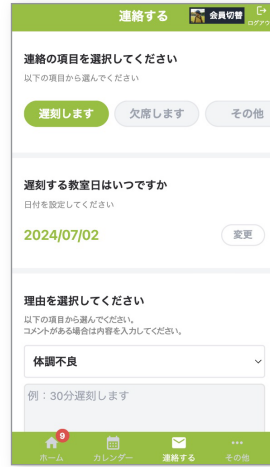 連絡する
会員切替
ログアウ
連絡の項目を選択してください
以下の項目から選んでください
遅刻します
欠席します
その他
遅刻する教室日はいつですか
日付を設定してください
2024/07/02
変更
理由を選択してください
以下の項目から選んでください。
コメントがある場合は内容を入力してください。
体調不良
例：30分遅刻します
9
ホーム
カレンダー
連絡する
その他